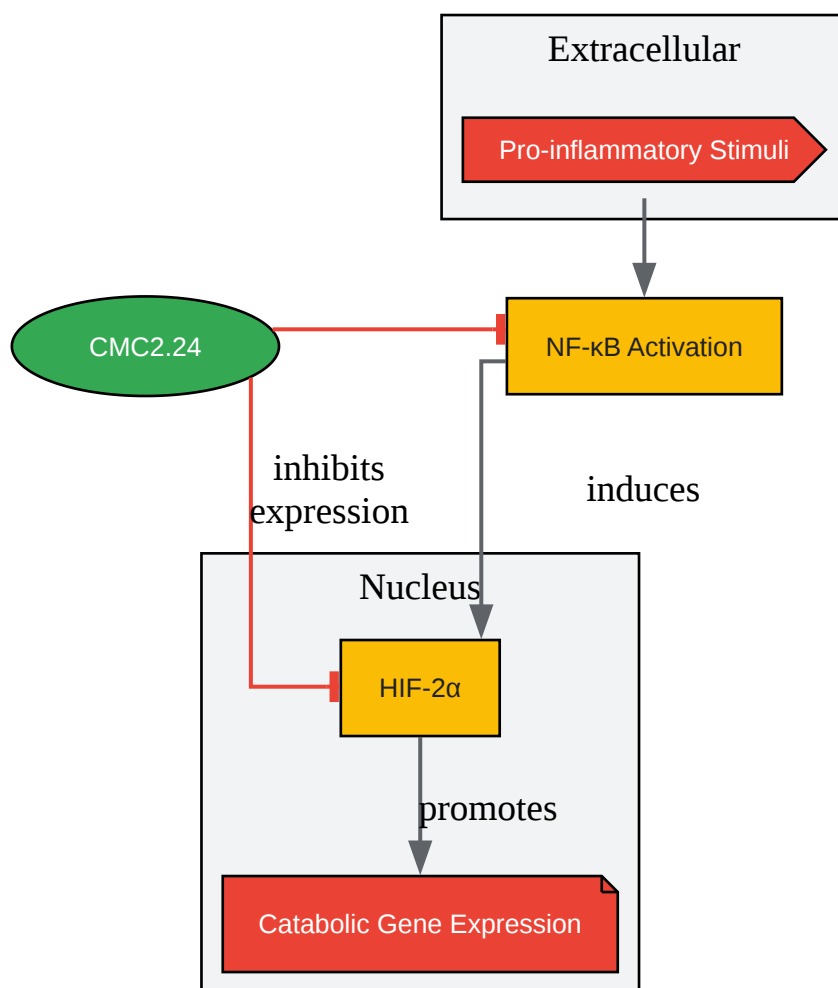 Extracellular
Pro-inflammatory Stimuli
CMC2.24
NF-κB Activation
inhibits
expression
induces
Nucleus
HIF-2α
promotes
Catabolic Gene Expression